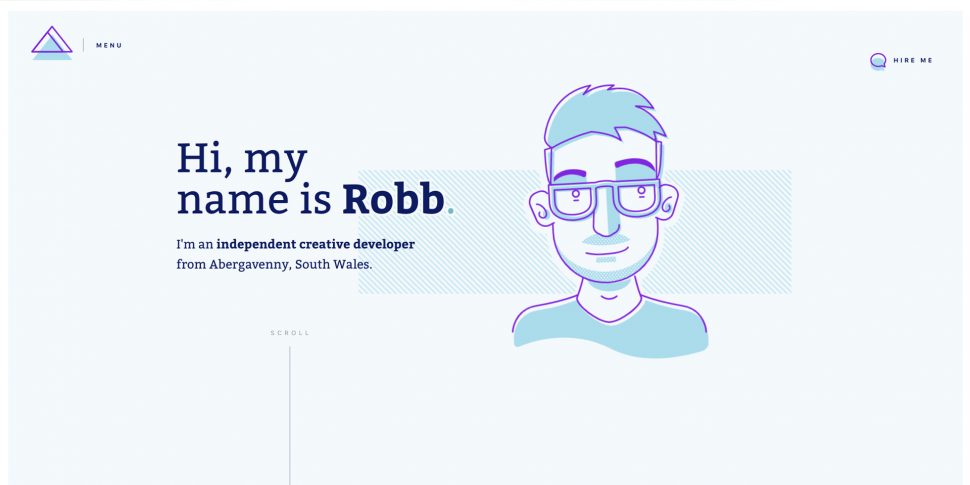 MENU
HIRE ME
Hi, my
name is Robb.
I'm an independent creative developer
from Abergavenny, South Wales.
SCROLL